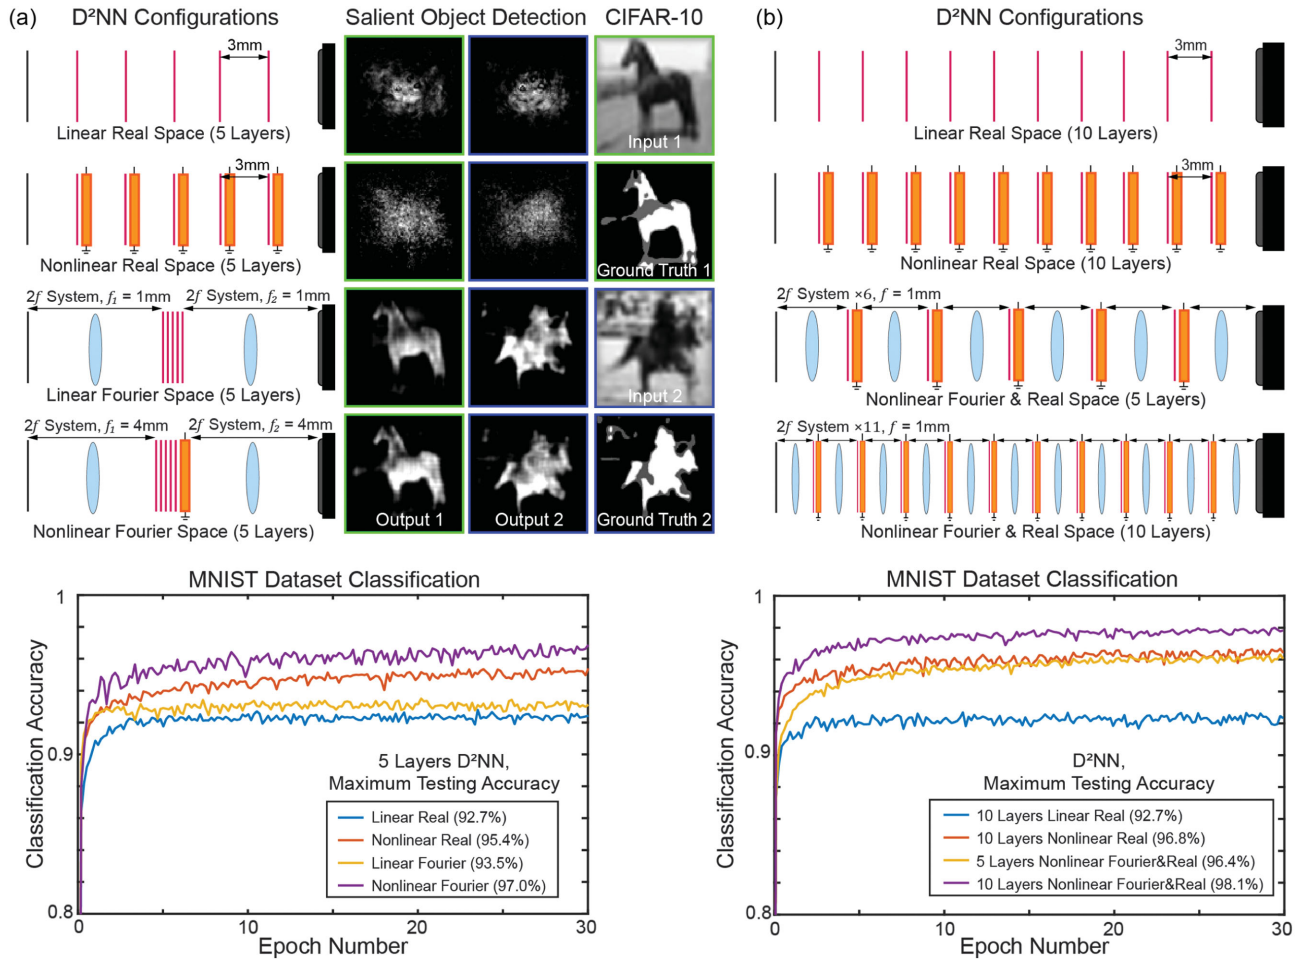 (a)
D²NN Configurations
Salient Object Detection
CIFAR-10
3mm
Linear Real Space (5 Layers)
Input 1
3mm
Nonlinear Real Space (5 Layers)
Ground Truth 1
2f System, f₁ = 1mm
2f System, f₂ = 1mm
Linear Fourier Space (5 Layers)
Input 2
2f System, f₁ = 4mm
2f System, f₂ = 4mm
Nonlinear Fourier Space (5 Layers)
Output 1
Output 2
Ground Truth 2
MNIST Dataset Classification
Classification Accuracy
1
0.9
0.8
0
10
20
30
Epoch Number
5 Layers D²NN,
Maximum Testing Accuracy
Linear Real (92.7%)
Nonlinear Real (95.4%)
Linear Fourier (93.5%)
Nonlinear Fourier (97.0%)
(b)
D²NN Configurations
3mm
Linear Real Space (10 Layers)
3mm
Nonlinear Real Space (10 Layers)
2f System ×6, f = 1mm
Nonlinear Fourier & Real Space (5 Layers)
2f System ×11, f = 1mm
Nonlinear Fourier & Real Space (10 Layers)
MNIST Dataset Classification
Classification Accuracy
1
0.9
0.8
0
10
20
30
Epoch Number
D²NN,
Maximum Testing Accuracy
10 Layers Linear Real (92.7%)
10 Layers Nonlinear Real (96.8%)
5 Layers Nonlinear Fourier&Real (96.4%)
10 Layers Nonlinear Fourier&Real (98.1%)